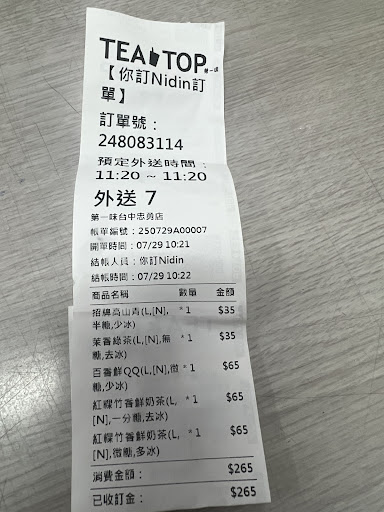 TEA TOP
【你訂Nidin訂
單】
訂單號：
248083114
預定外送時間：
11:20 ~ 11:20
外送 7
第一味台中忠勇店
帳單編號：250729A00007
開單時間：07/29 10:21
結帳人員：你訂Nidin
結帳時間：07/29 10:22
商品名稱 數單 金額
招牌高山青(L,[N], *1 $35
半糖,少冰)
茉香綠茶(L,[N],無 *1 $35
糖,去冰)
百香鮮QQ(L,[N],微 *1 $65
糖,少冰)
紅粿竹香鮮奶茶(L, *1 $65
[N],一分糖,去冰)
紅粿竹香鮮奶茶(L, *1 $65
[N],微糖,多冰)
消費金額： $265
已收訂金： $265